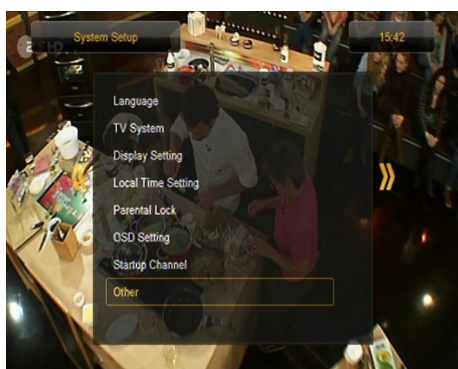 System Setup
15:42
Language
TV System
Display Setting
Local Time Setting
Parental Lock
OSD Setting
Startup Channel
Other